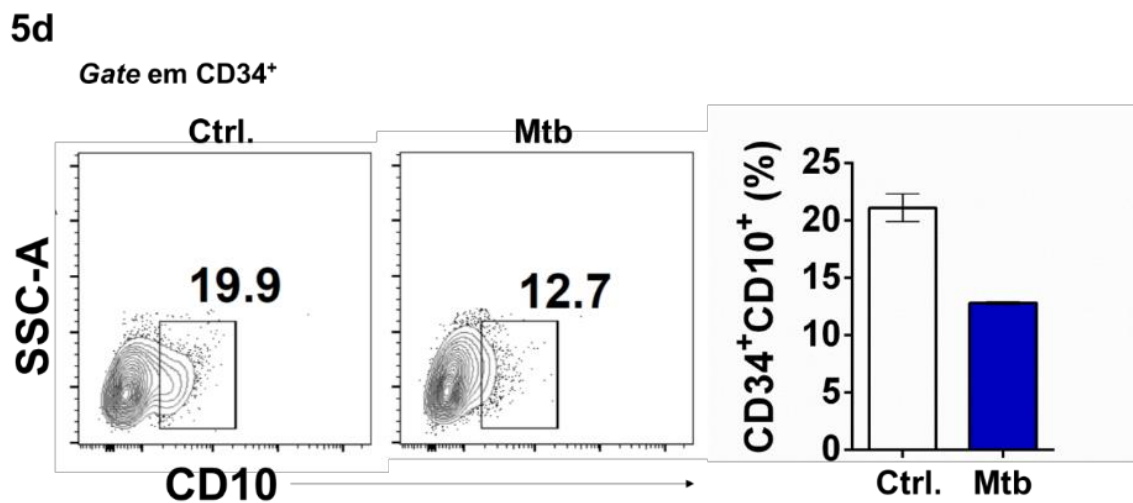 5d
Gate em CD34⁺
Ctrl.
Mtb
SSC-A
19.9
12.7
CD10
CD34⁺CD10⁺ (%)
25
20
15
10
5
0
Ctrl.
Mtb